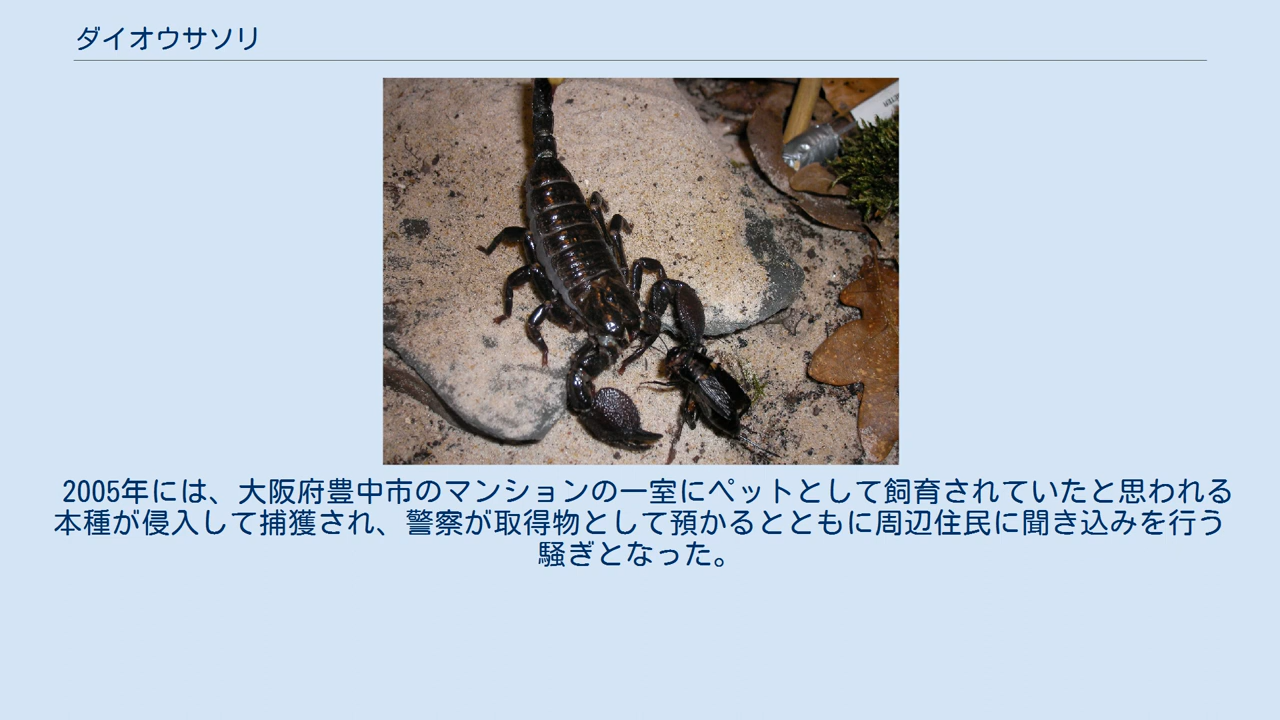 ダイオウサソリ
2005年には、大阪府豊中市のマンションの一室にペットとして飼育されていたと思われる
本種が侵入して捕獲され、警察が取得物として預かるとともに周辺住民に聞き込みを行う
騒ぎとなった。